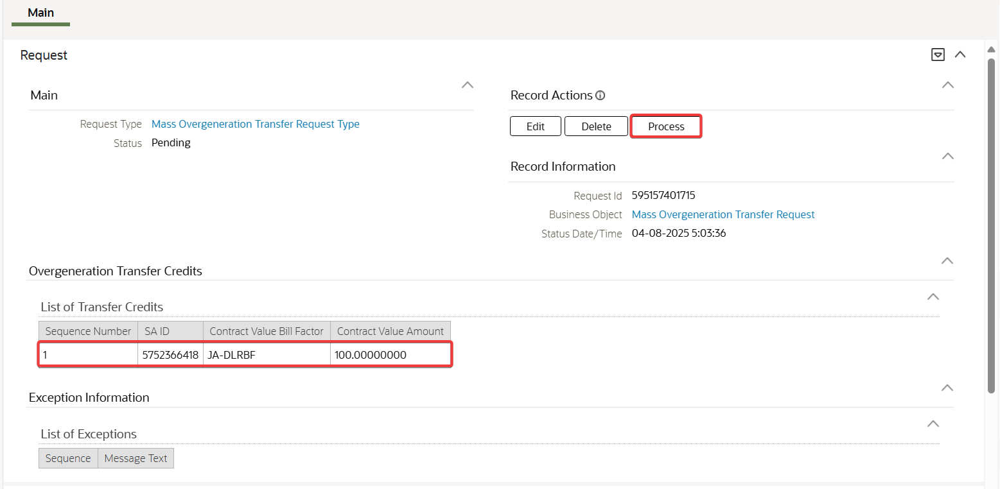 Main
Request
Main
Request Type Mass Overgeneration Transfer Request Type
Status Pending
Record Actions
Edit Delete Process
Record Information
Request Id 595157401715
Business Object Mass Overgeneration Transfer Request
Status Date/Time 04-08-2025 5:03:36
Overgeneration Transfer Credits
List of Transfer Credits
Sequence Number SA ID Contract Value Bill Factor Contract Value Amount
1 5752366418 JA-DLRBF 100.00000000
Exception Information
List of Exceptions
Sequence Message Text